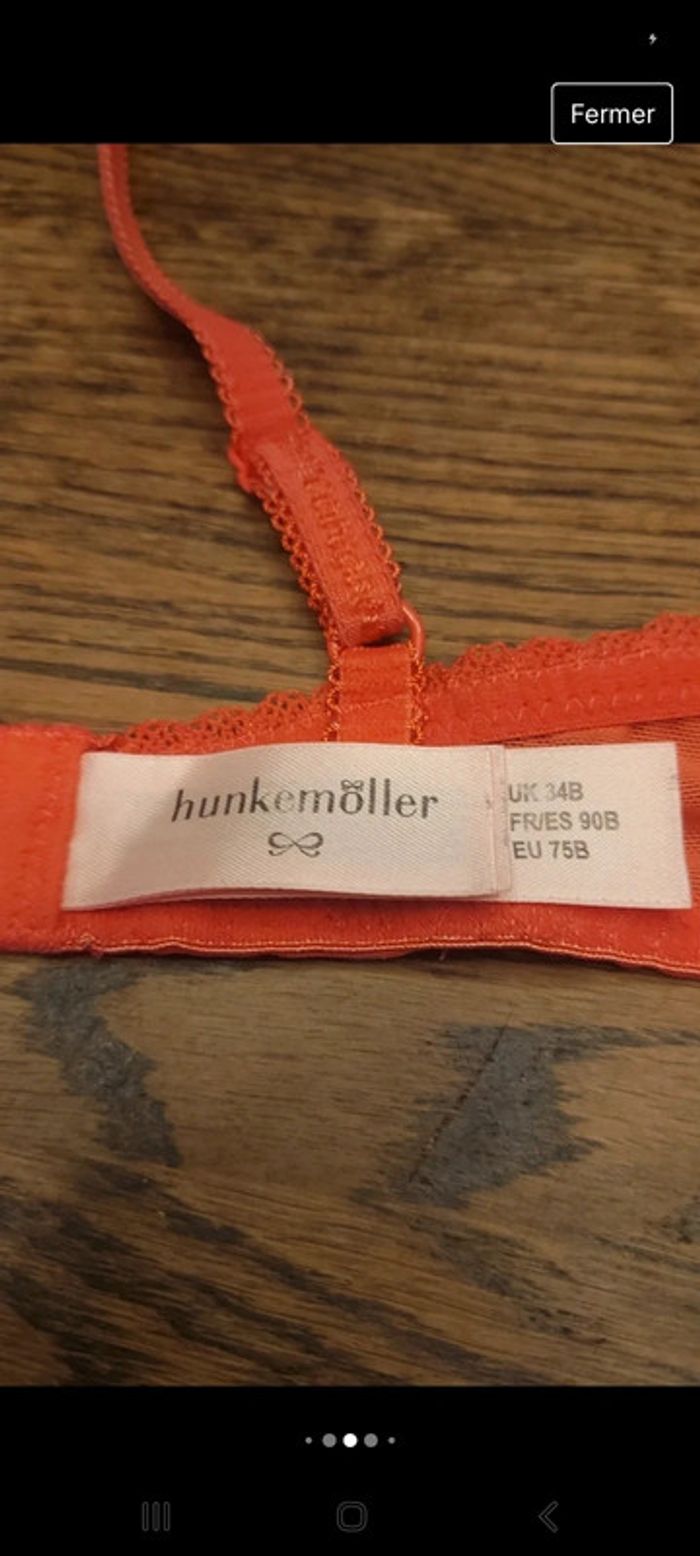 Fermer
hunkemöller
UK 34B
FR/ES 90B
EU 75B